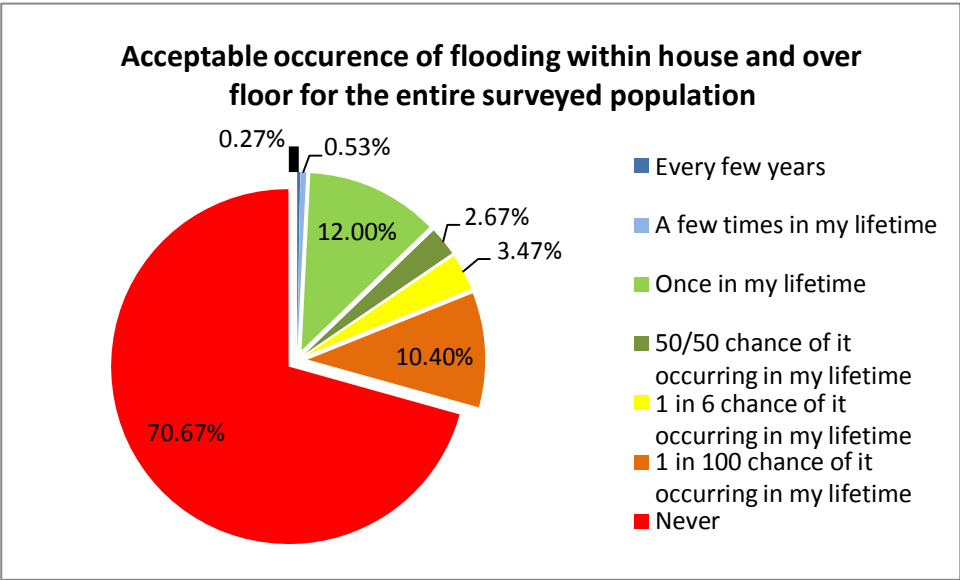 Acceptable occurence of flooding within house and over
floor for the entire surveyed population
0.27%
0.53%
12.00%
2.67%
3.47%
10.40%
70.67%
Every few years
A few times in my lifetime
Once in my lifetime
50/50 chance of it
occurring in my lifetime
1 in 6 chance of it
occurring in my lifetime
1 in 100 chance of it
occurring in my lifetime
Never